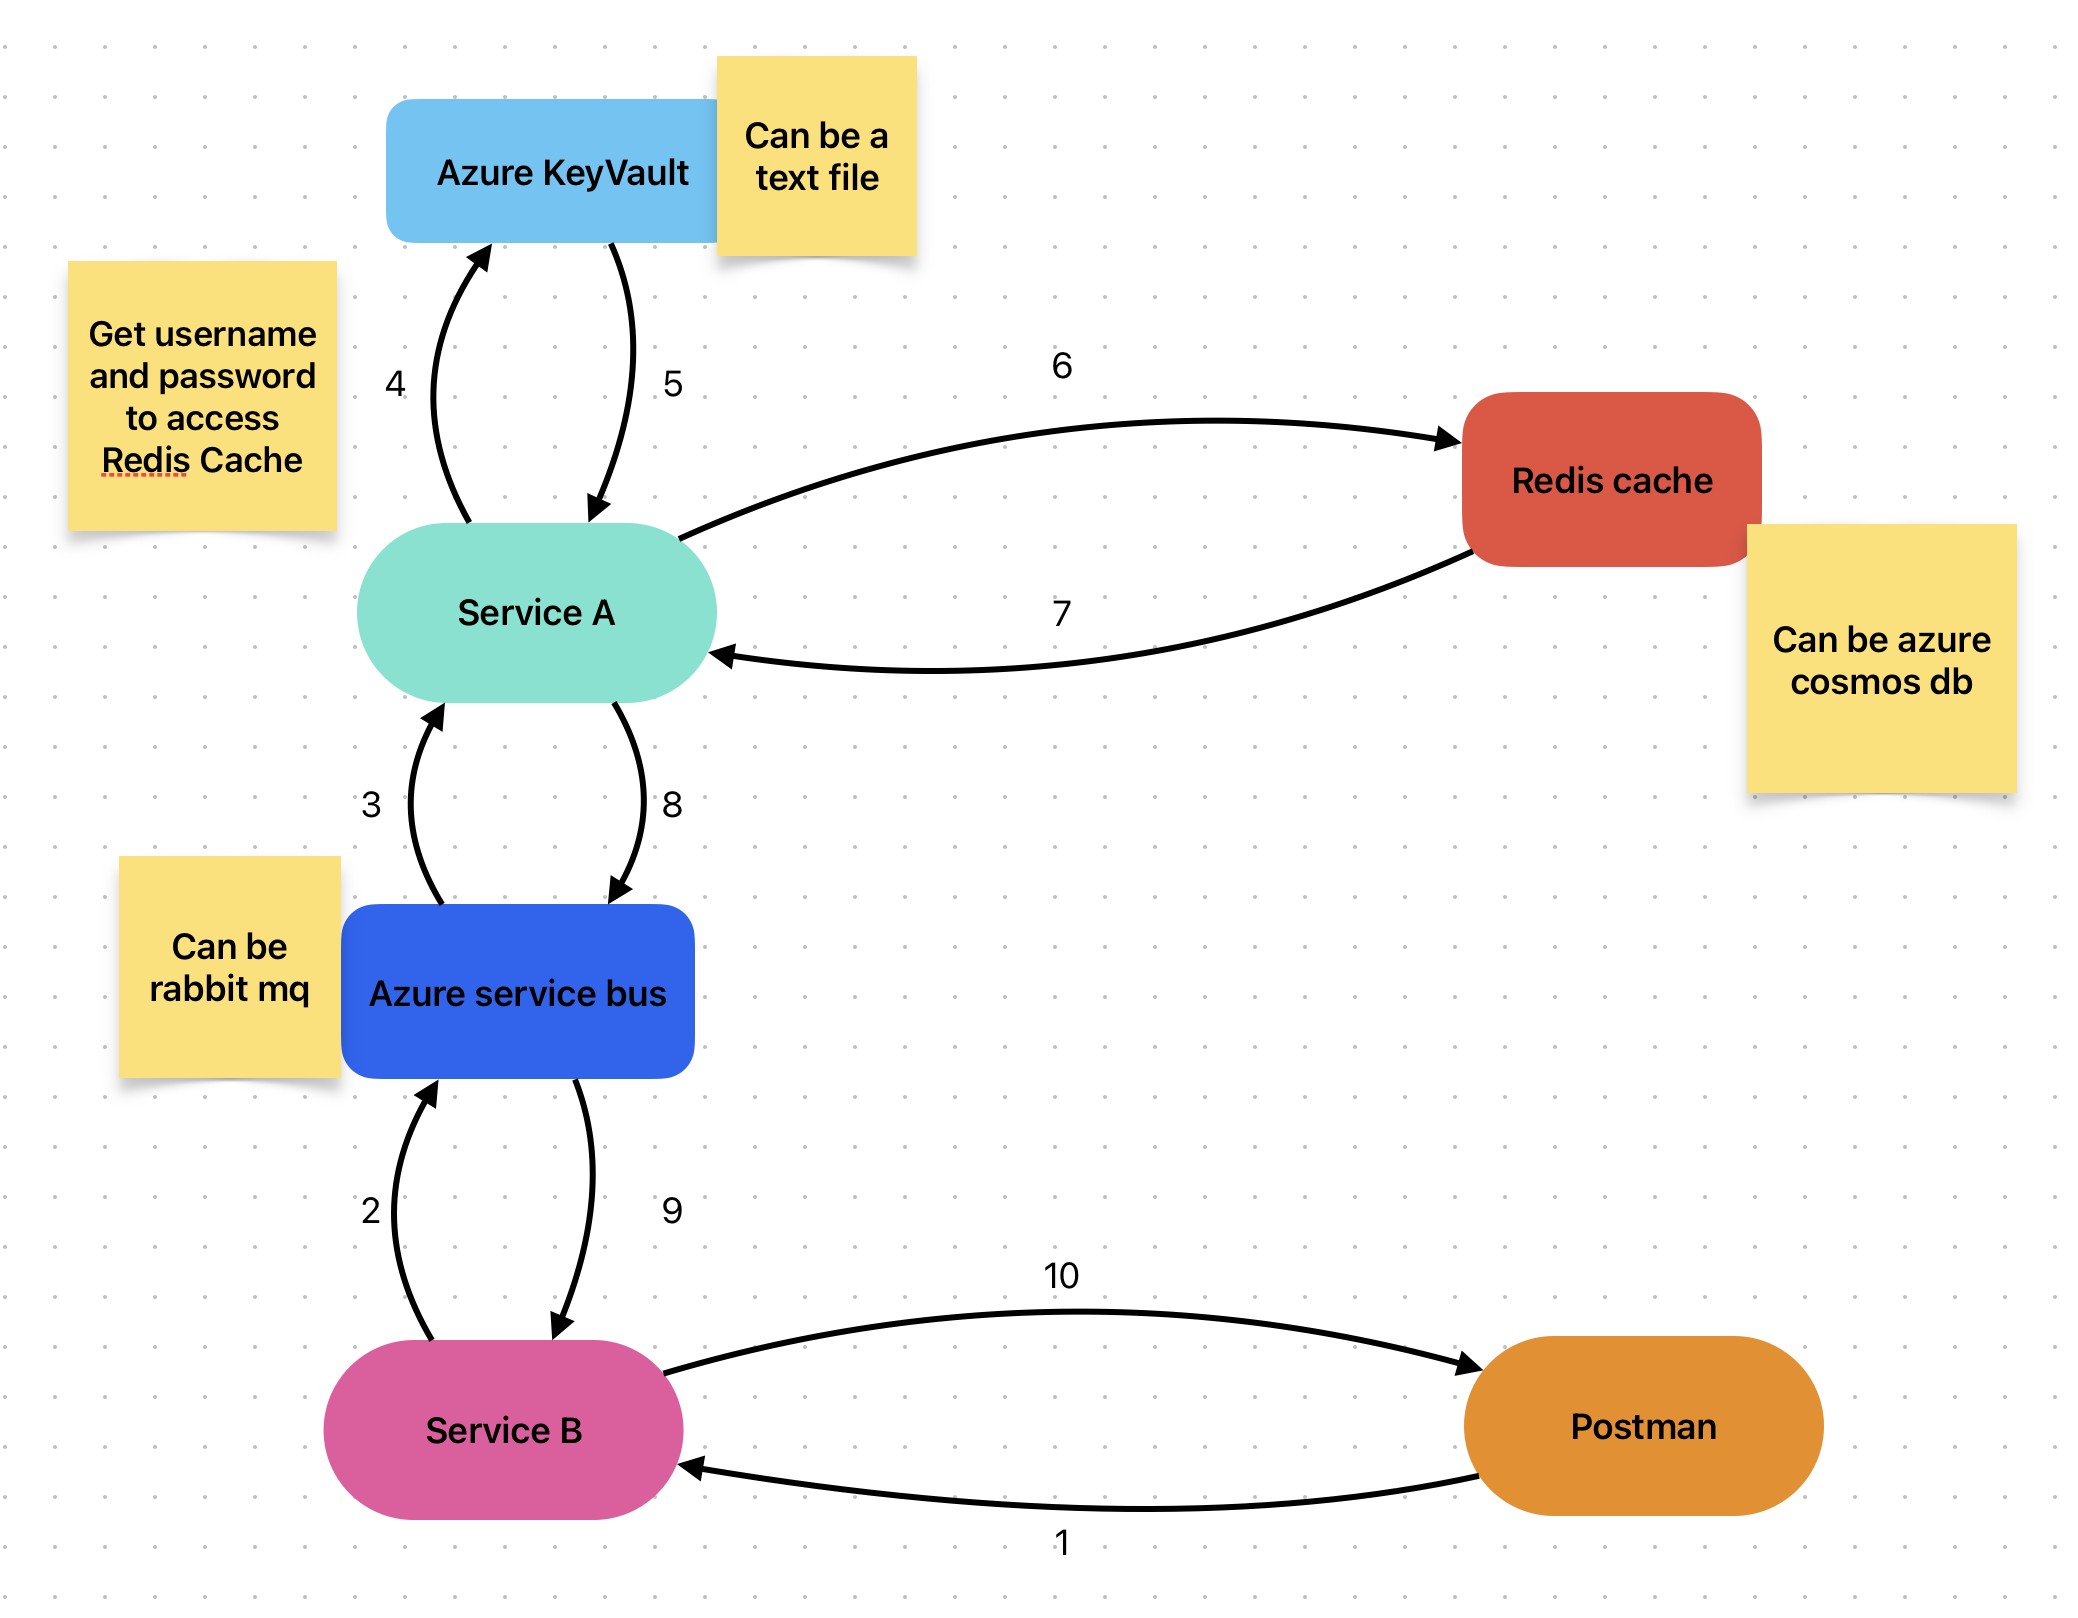 Can be a
text file
Azure KeyVault
Get username
and password
to access
Redis Cache
4
5
6
Redis cache
Service A
7
Can be azure
cosmos db
3
8
Can be
rabbit mq
Azure service bus
2
9
10
Service B
Postman
1